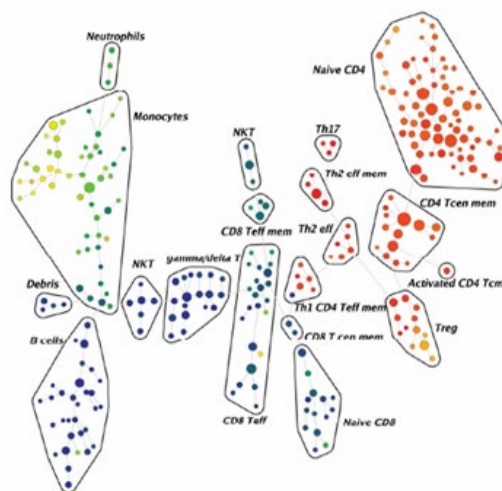 Neutrophils
Naive CD4
Monocytes
NKT
Th17
Th2 eff mem
CD4 Tcen mem
CD8 Teff mem
Th2 eff
gamma/delta T
NKT
Debris
Activated CD4 Tcm
Th1 CD4 Teff mem
Treg
CD8 T cen mem
B cells
CD8 Teff
Naive CD8